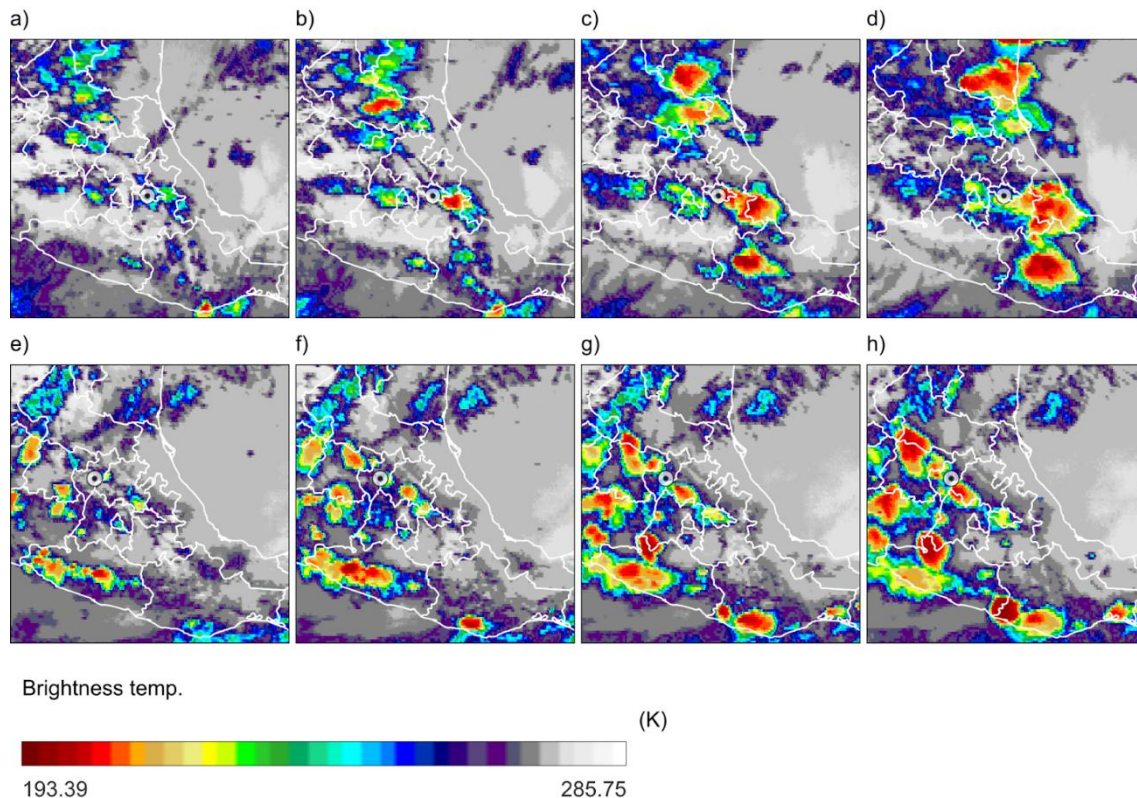 a)
b)
c)
d)
e)
f)
g)
h)
Brightness temp.
(K)
193.39
285.75